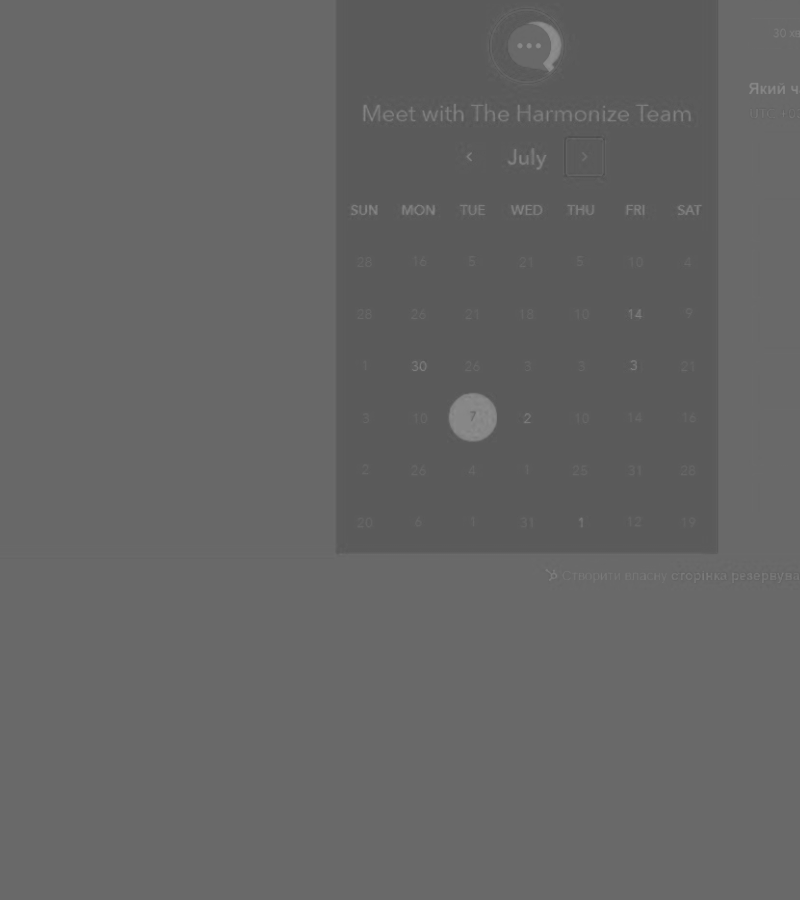 30 хв
Meet with The Harmonize Team
Який ч
July
SUN MON TUE WED THU FRI SAT
28 16 5 21 5 10 4
28 26 21 18 10 14 9
1 30 26 3 3 3 21
3 10 7 2 18 14 16
2 26 4 1 25 31 28
20 6 1 31 1 12 19
Створити власну сторінка резервува